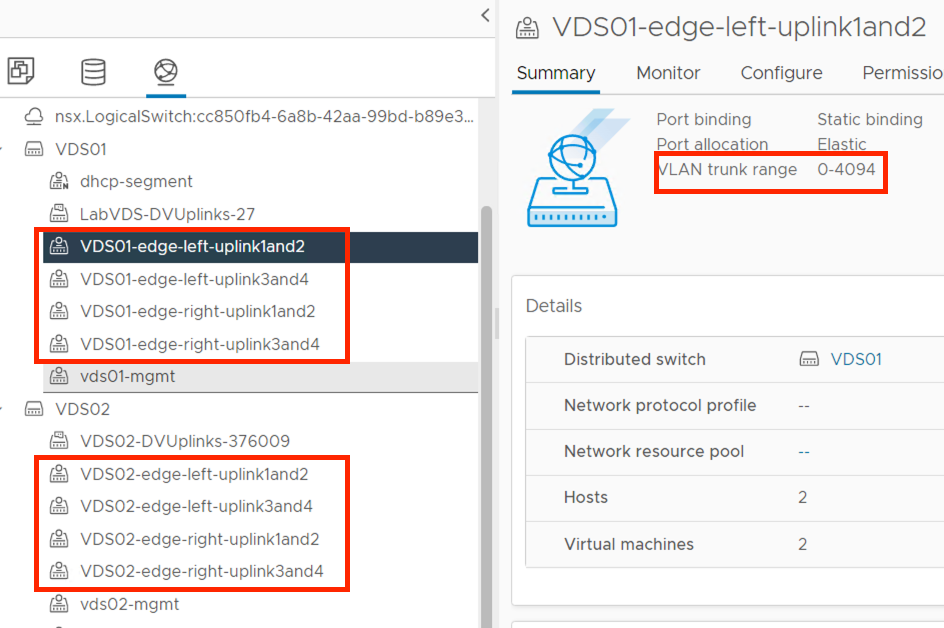 nsx.LogicalSwitch:cc850fb4-6a8b-42aa-99bd-b89e3...
VDS01
dhcp-segment
LabVDS-DVUplinks-27
VDS01-edge-left-uplink1and2
VDS01-edge-left-uplink3and4
VDS01-edge-right-uplink1and2
VDS01-edge-right-uplink3and4
vds01-mgmt
VDS02
VDS02-DVUplinks-376009
VDS02-edge-left-uplink1and2
VDS02-edge-left-uplink3and4
VDS02-edge-right-uplink1and2
VDS02-edge-right-uplink3and4
vds02-mgmt
VDS01-edge-left-uplink1and2
Summary Monitor Configure Permissio
Port binding Static binding
Port allocation Elastic
VLAN trunk range 0-4094
Details
Distributed switch VDS01
Network protocol profile --
Network resource pool --
Hosts 2
Virtual machines 2